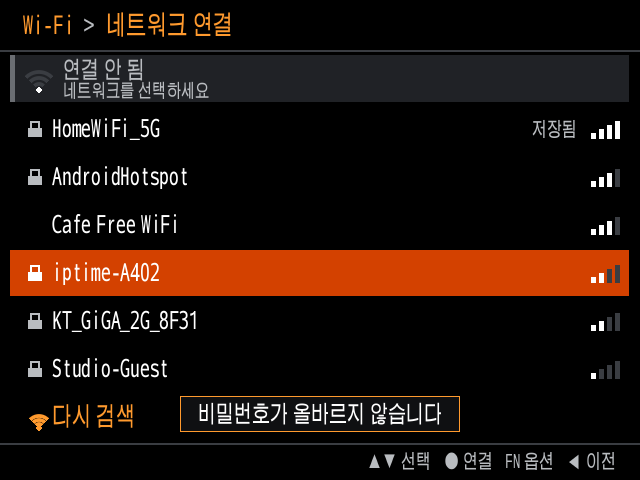 Wi-Fi > 네트워크 연결
연결 안 됨
네트워크를 선택하세요
HomeWiFi_5G 저장됨
AndroidHotspot
Cafe Free WiFi
iptime-A402
KT_GiGA_2G_8F31
Studio-Guest
다시 검색
비밀번호가 올바르지 않습니다
▲▼ 선택 ● 연결 FN 옵션 ◀ 이전